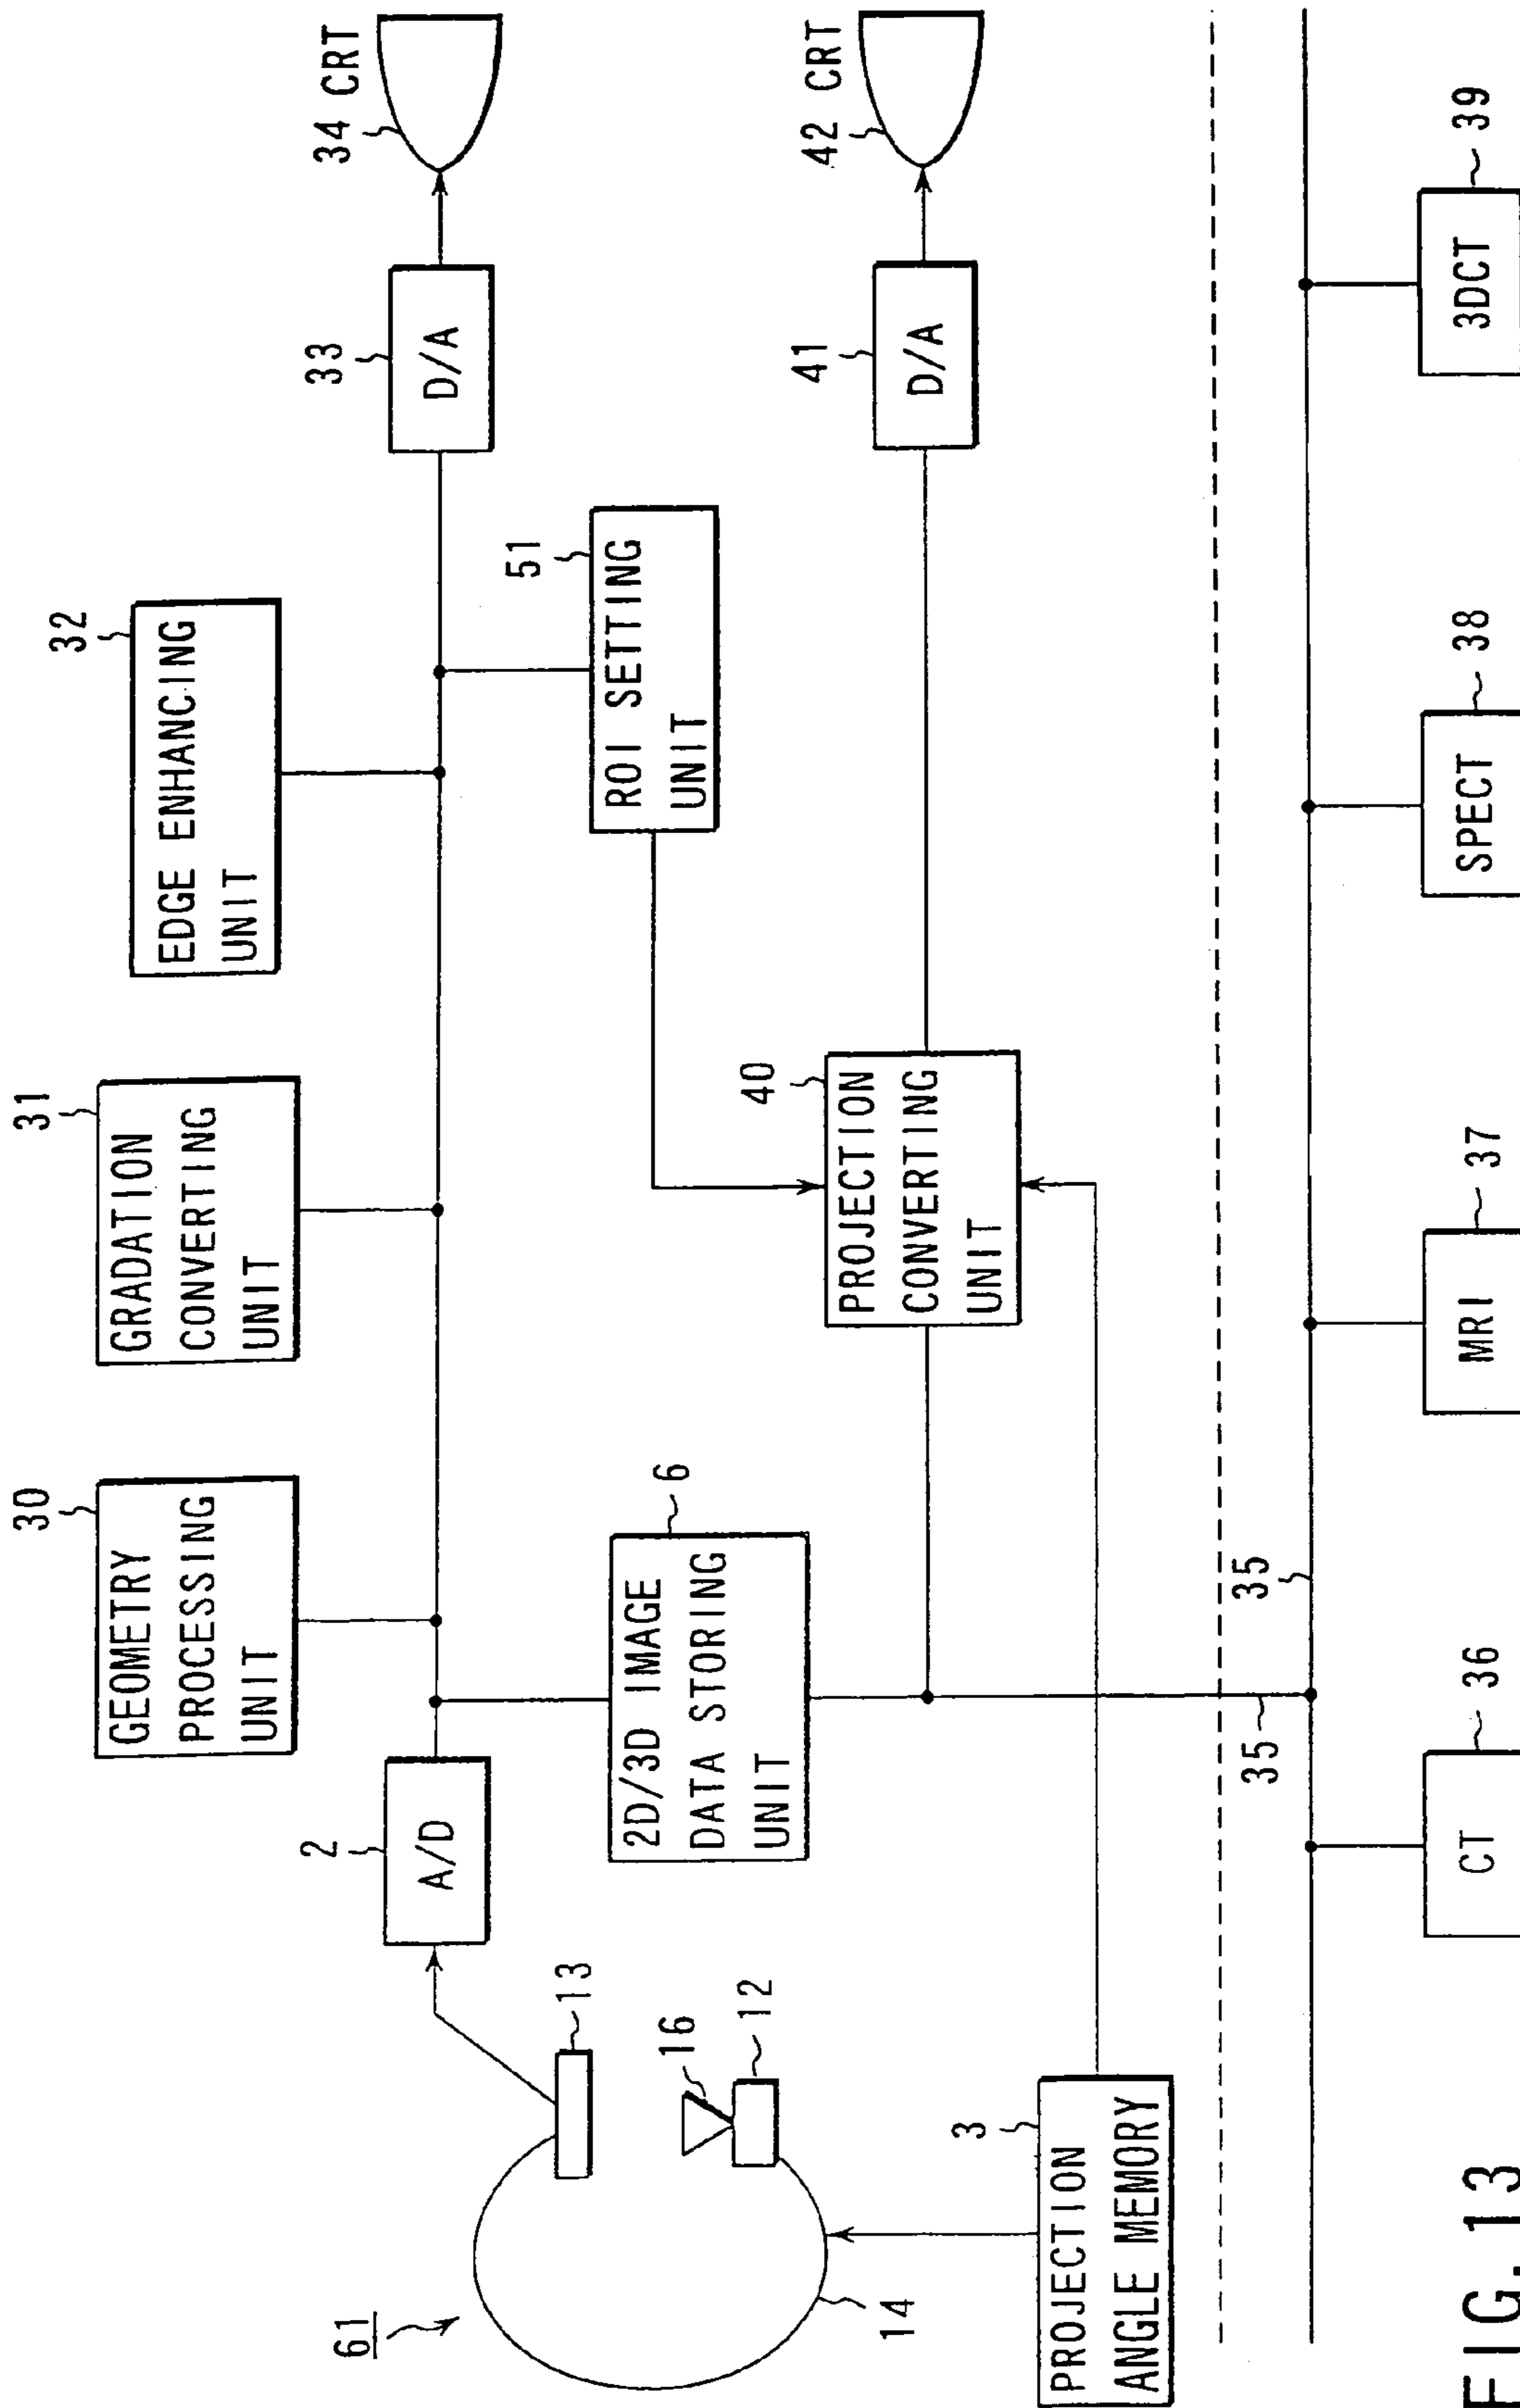 30
GEOMETRY
PROCESSING
UNIT
31
GRADATION
CONVERTING
UNIT
32
EDGE ENHANCING
UNIT
61
13
2
A/D
33
D/A
34 CRT
16
12
14
6
2D/3D IMAGE
DATA STORING
UNIT
51
ROI SETTING
UNIT
40
PROJECTION
CONVERTING
UNIT
41
D/A
42 CRT
3
PROJECTION
ANGLE MEMORY
35
35
36
CT
37
MRI
38
SPECT
39
3DCT
FIG. 13